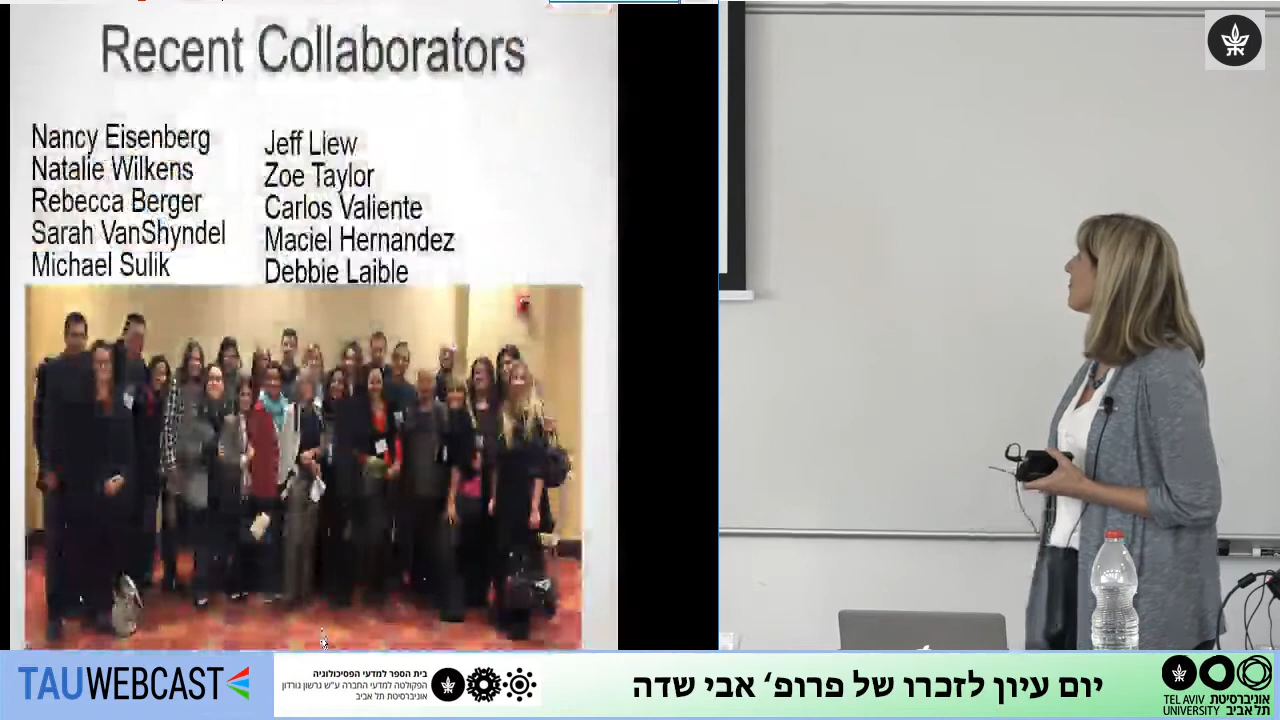 Recent Collaborators
Nancy Eisenberg
Natalie Wilkens
Rebecca Berger
Sarah VanShyndel
Michael Sulik
Jeff Liew
Zoe Taylor
Carlos Valiente
Maciel Hernandez
Debbie Laible
TAUWEBCAST
בית הספר למדעי הפסיכולוגיה
הפקולטה למדעי החברה ע"ש גרשון גורדון
אוניברסיטת תל אביב
יום עיון לזכרו של פרופ‘ אבי שדה
TEL AVIV UNIVERSITY
אוניברסיטת תל אביב